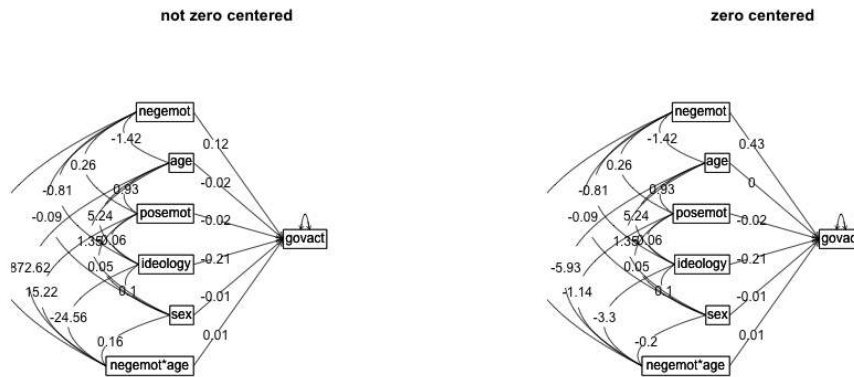 not zero centered
zero centered
negemot
-1.42
0.12
0.26
age
-0.81
0.93
-0.02
posemot
-0.09
5.24
-0.02
govact
1.35
0.06
872.62
0.05
ideology
-0.21
15.22
0.1
-0.01
-24.56
sex
0.16
0.01
negemot*age
negemot
-1.42
0.43
0.26
age
-0.81
0.93
0
posemot
-0.09
5.24
-0.02
govac
1.35
0.06
-5.93
0.05
ideology
-0.21
-1.14
0.1
-0.01
-3.3
sex
-0.2
0.01
negemot*age